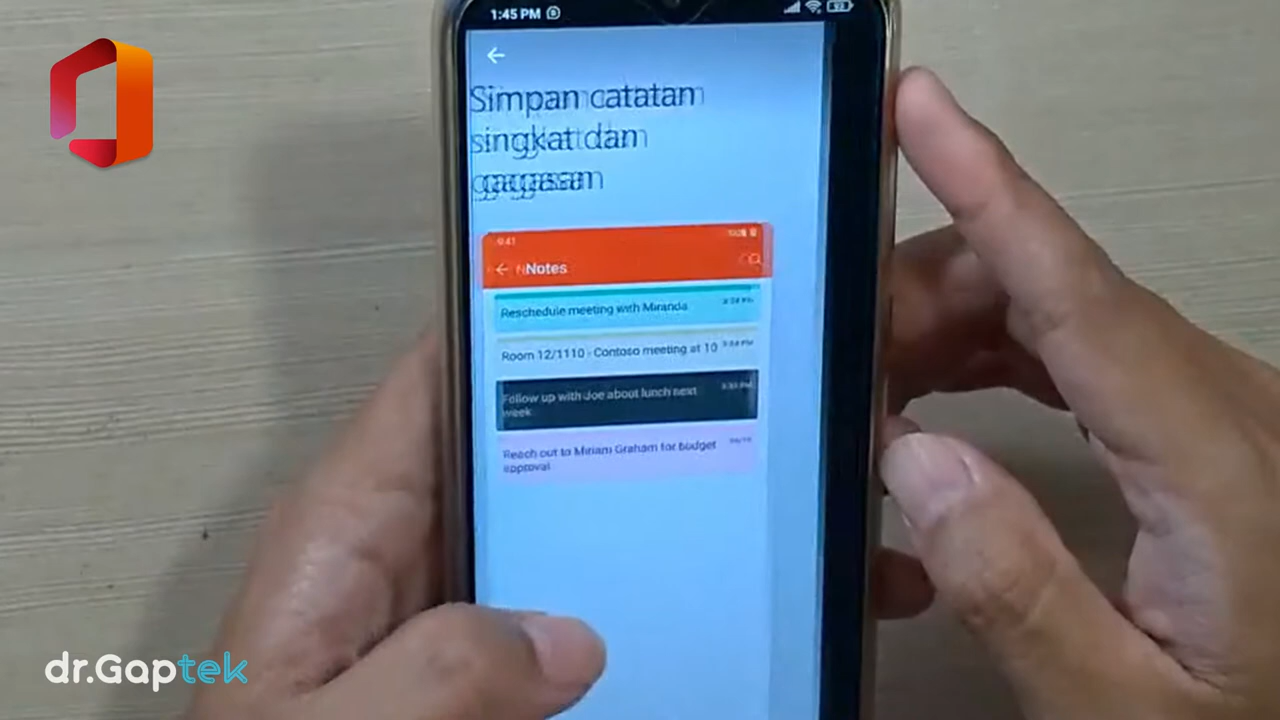 1:45 PM
Simpan catatan
singkat dan
gagasan
9:41
Notes
Reschedule meeting with Miranda
Room 12/1110 - Contoso meeting at 10
Follow up with Joe about lunch next
week
Reach out to Miriam Graham for budget
approval
dr.Gaptek